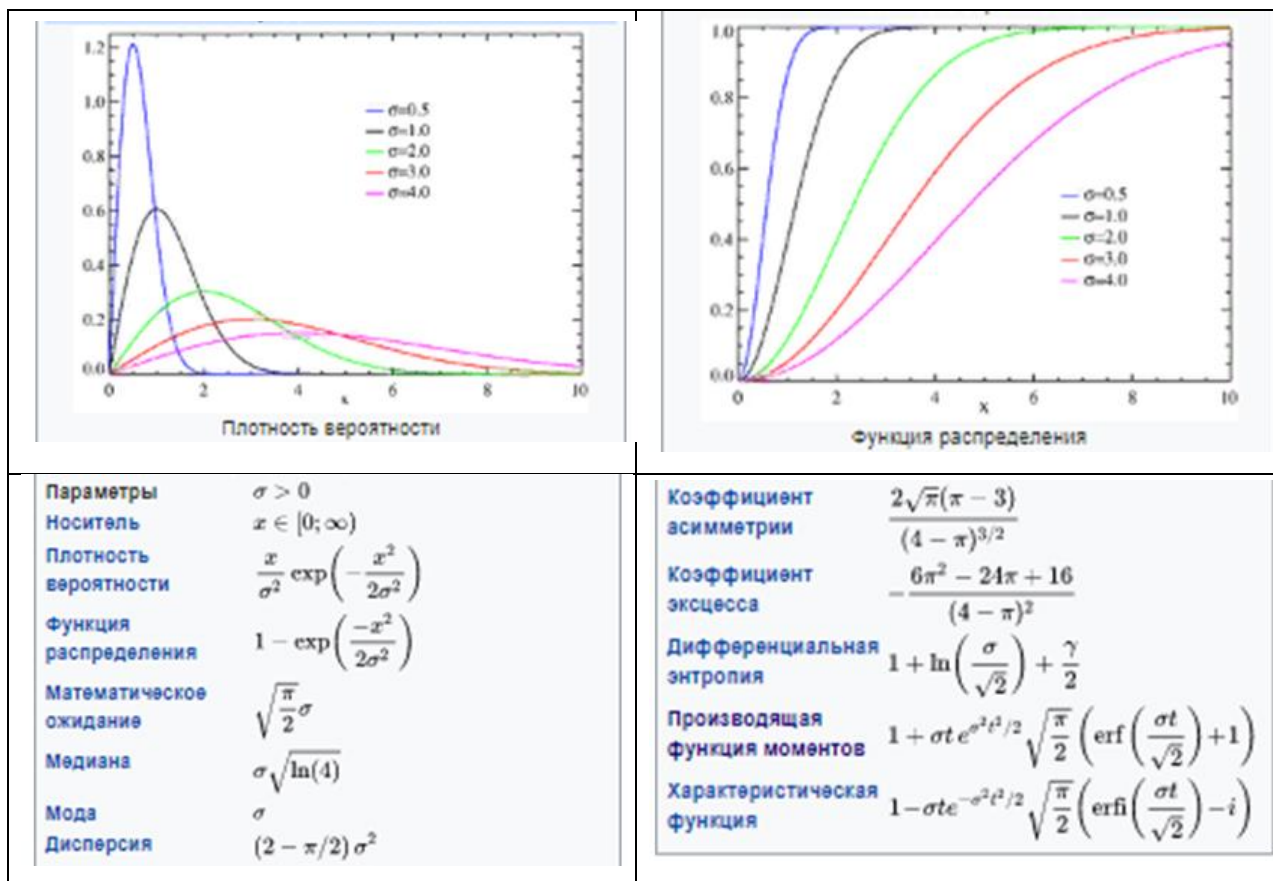 1.2
1.0
0.8
0.6
0.4
0.2
0.0
0 2 4 6 8 10
x
σ=0.5
σ=1.0
σ=2.0
σ=3.0
σ=4.0
Плотность вероятности
1.0
0.8
0.6
0.4
0.2
0.0
0 2 4 6 8 10
x
σ=0.5
σ=1.0
σ=2.0
σ=3.0
σ=4.0
Функция распределения
Параметры σ > 0
Носитель x ∈ [0; ∞)
Плотность
вероятности x/σ² exp(−x²/2σ²)
Функция
распределения 1 − exp(−x²/2σ²)
Математическое
ожидание √(π/2) σ
Медиана σ√ln(4)
Мода σ
Дисперсия (2 − π/2) σ²
Коэффициент
асимметрии 2√π(π − 3)/(4 − π)^{3/2}
Коэффициент
эксцесса −(6π² − 24π + 16)/(4 − π)²
Дифференциальная
энтропия 1 + ln(σ/√2) + γ/2
Производящая
функция моментов 1 + σt e^{σ²t²/2} √(π/2) (erf(σt/√2) + 1)
Характеристическая
функция 1−σte^{−σ²t²/2} √(π/2) (erfi(σt/√2) − i)